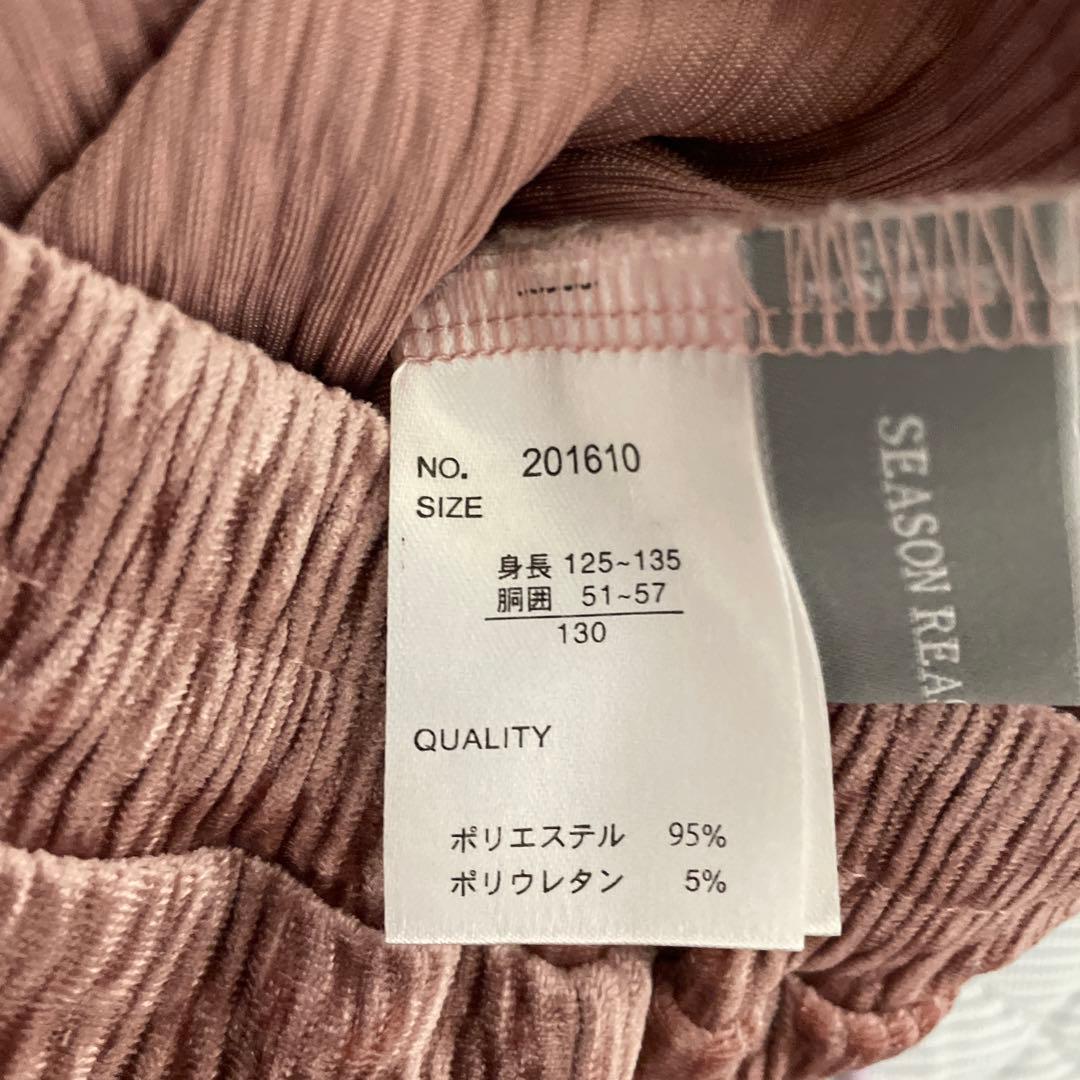 NO. 201610
SIZE
身長 125~135
胴囲 51~57
130
QUALITY
ポリエステル 95%
ポリウレタン 5%
SEASON